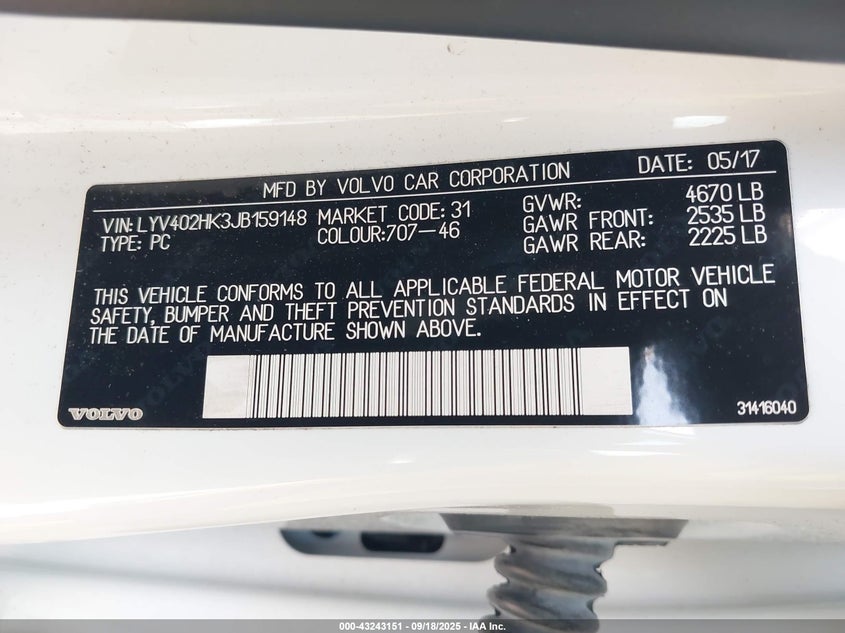 MFD BY VOLVO CAR CORPORATION DATE: 05/17
VIN: LYV402HK3JB159148 MARKET CODE: 31 GVWR: 4670 LB
TYPE: PC COLOUR:707-46 GAWR FRONT: 2535 LB
GAWR REAR: 2225 LB
THIS VEHICLE CONFORMS TO ALL APPLICABLE FEDERAL MOTOR VEHICLE
SAFETY, BUMPER AND THEFT PREVENTION STANDARDS IN EFFECT ON
THE DATE OF MANUFACTURE SHOWN ABOVE.
VOLVO 31416040
000-43243151 | 09/18/2025 | IAA Inc.